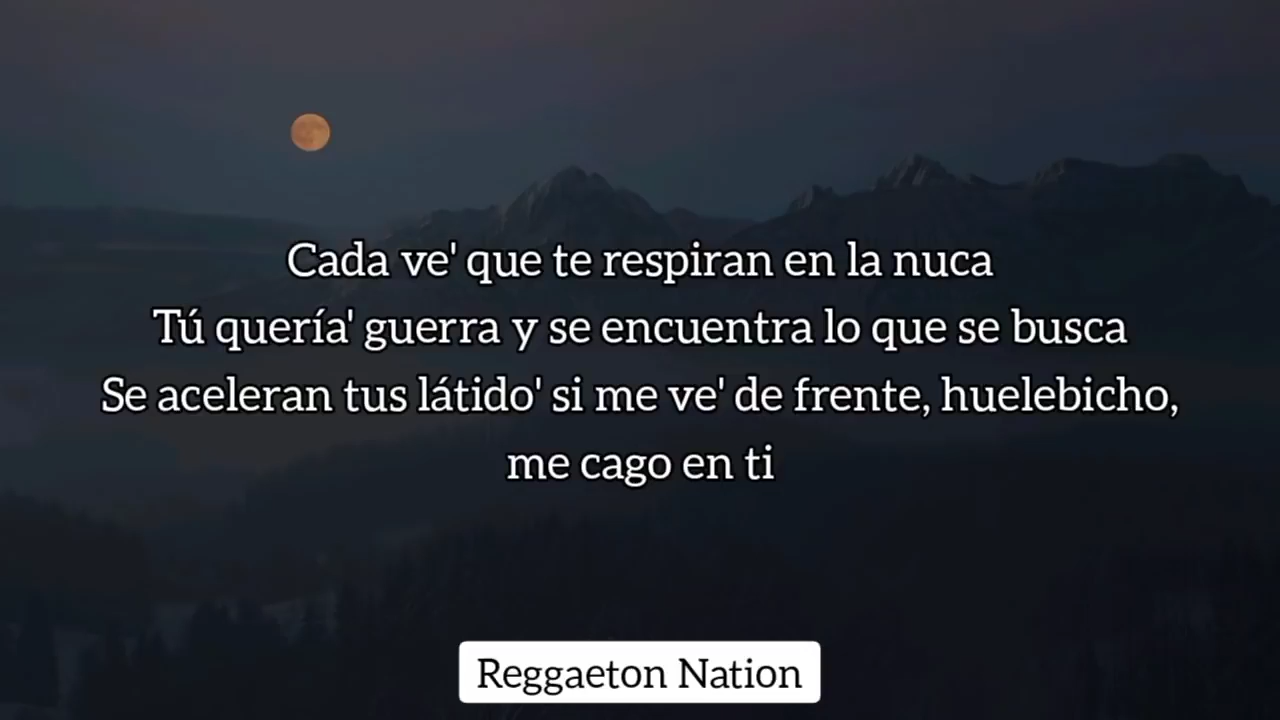 Cada ve' que te respiran en la nuca
Tú quería' guerra y se encuentra lo que se busca
Se aceleran tus látido' si me ve' de frente, huelebicho,
me cago en ti
Reggaeton Nation